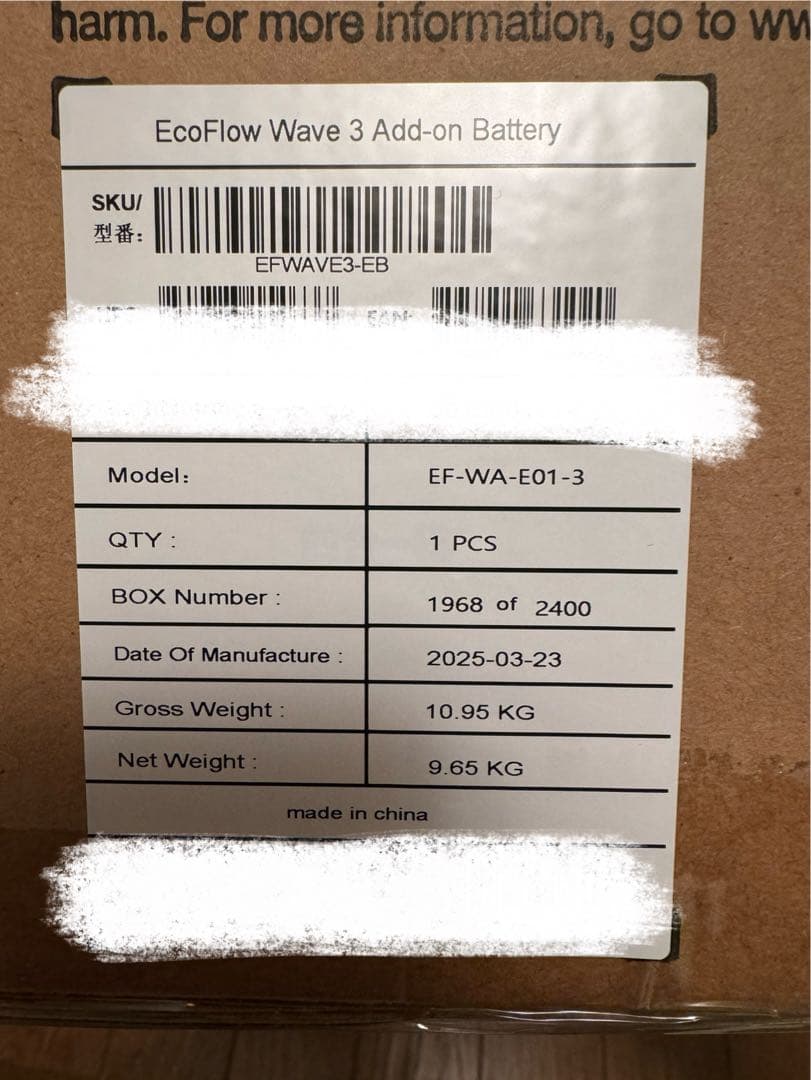 harm. For more information, go to
EcoFlow Wave 3 Add-on Battery
SKU/
型番:
EFWAVE3-EB
EAN:
Model:
EF-WA-E01-3
QTY :
1 PCS
BOX Number :
1968 of 2400
Date Of Manufacture :
2025-03-23
Gross Weight :
10.95 KG
Net Weight :
9.65 KG
made in china